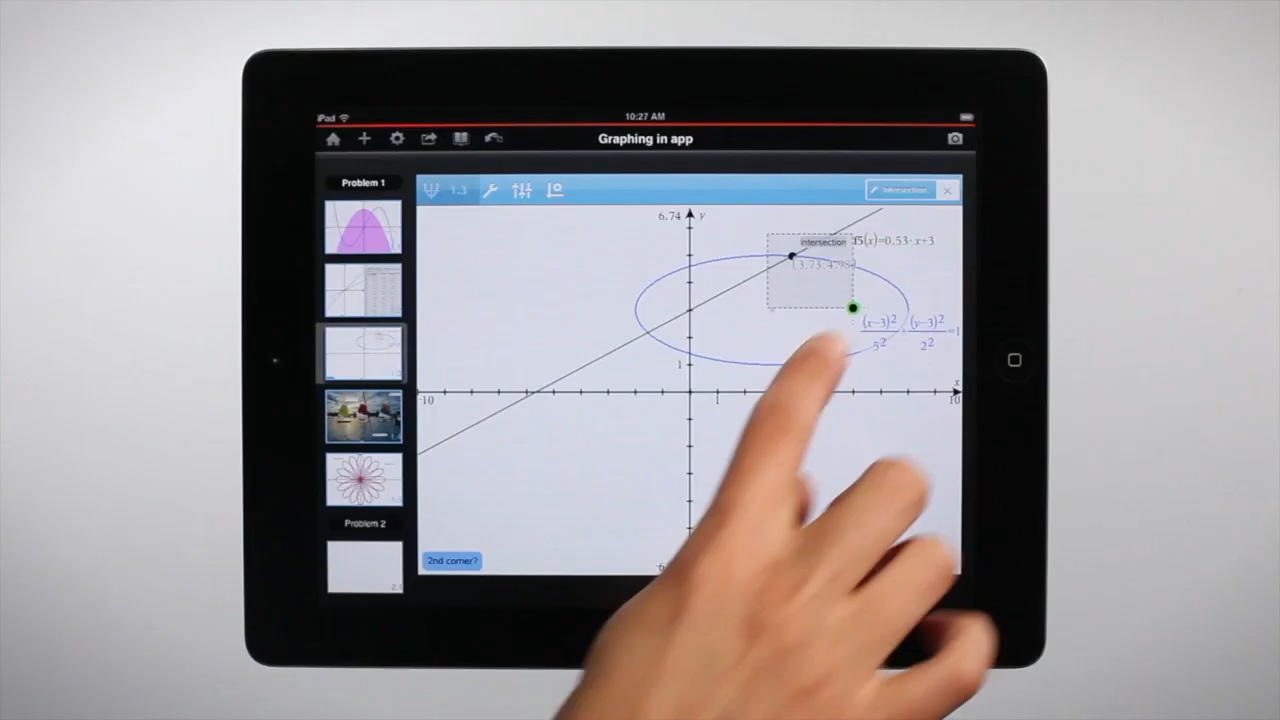 iPad
10:27 AM
Graphing in app
Problem 1
1.3
Intersection
6.74 y
intersection
f5(x)=0.53·x+3
(3.73,4.98)
(x-3)² + (y-3)² = 1
5² 2²
1
x
-10
1
10
2nd corner?
Problem 2
2.1